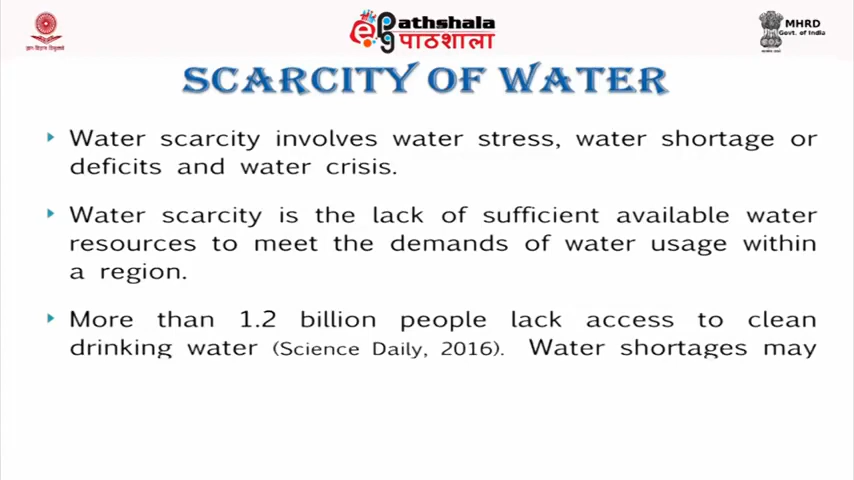 ePathshala
पाठशाला
MHRD
Govt. of India
SCARCITY OF WATER
Water scarcity involves water stress, water shortage or
deficits and water crisis.
Water scarcity is the lack of sufficient available water
resources to meet the demands of water usage within
a region.
More than 1.2 billion people lack access to clean
drinking water (Science Daily, 2016). Water shortages may